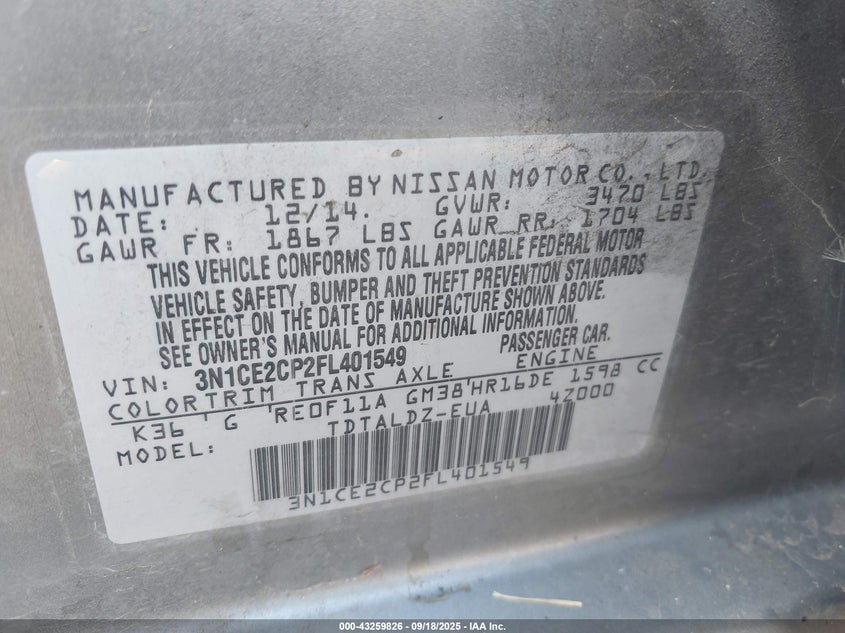 MANUFACTURED BY NISSAN MOTOR CO., LTD.
DATE: 12/14. GVWR: 3470 LBS
GAWR FR: 1867 LBS GAWR RR: 1704 LBS
THIS VEHICLE CONFORMS TO ALL APPLICABLE FEDERAL MOTOR
VEHICLE SAFETY, BUMPER AND THEFT PREVENTION STANDARDS
IN EFFECT ON THE DATE OF MANUFACTURE SHOWN ABOVE.
SEE OWNER'S MANUAL FOR ADDITIONAL INFORMATION.
VIN: 3N1CE2CP2FL401549 PASSENGER CAR.
COLOR TRIM TRANS AXLE ENGINE
K36 ' G 'RE0F11A GM38'HR16DE 1598 CC
MODEL: TDTALDZ-EUA 4Z000
3N1CE2CP2FL401549
000-43259826 - 09/18/2025 - IAA Inc.